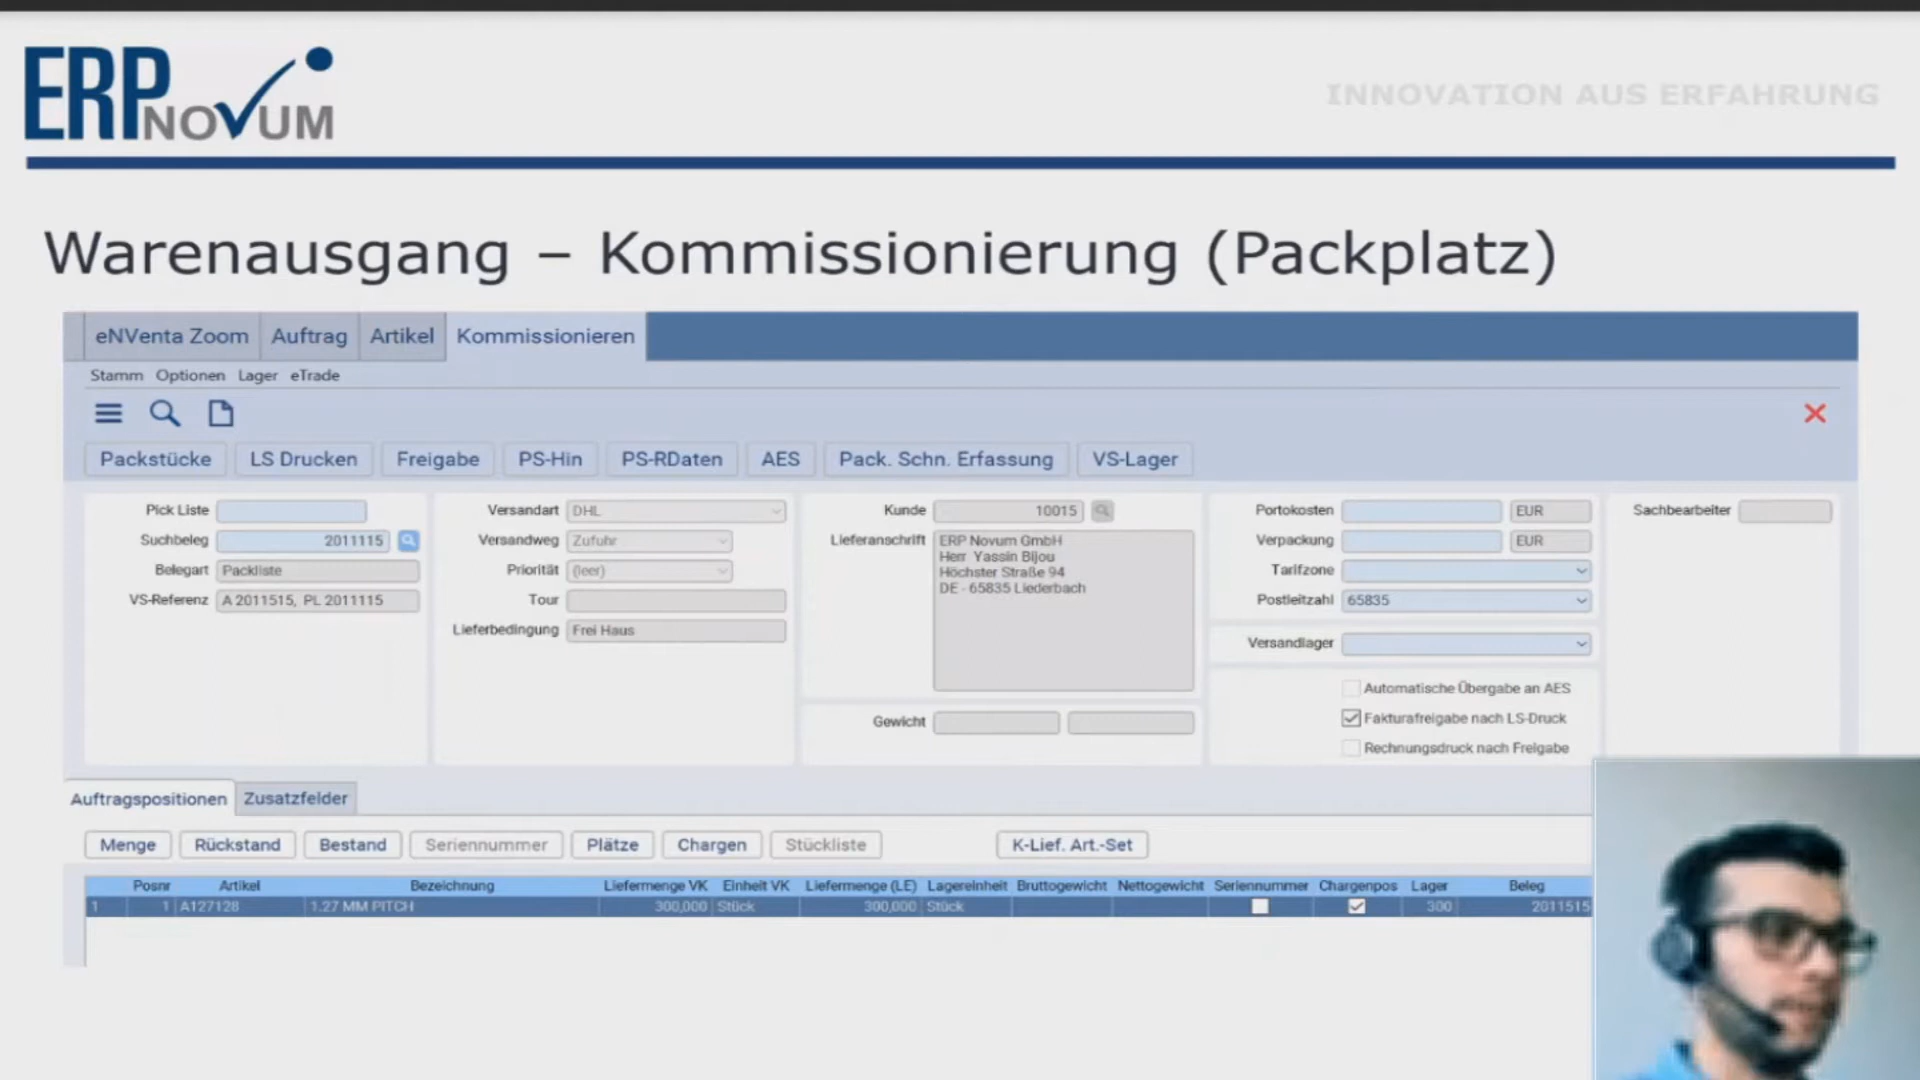 ERP NOVUM
INNOVATION AUS ERFAHRUNG
Warenausgang – Kommissionierung (Packplatz)
eNVenta Zoom Auftrag Artikel Kommissionieren
Stamm Optionen Lager eTrade
Packstücke LS Drucken Freigabe PS-Hin PS-RDaten AES Pack. Schn. Erfassung VS-Lager
Pick Liste
Suchbeleg 2011115
Belegart Packliste
VS-Referenz A 2011515, PL 2011115
Versandart DHL
Versandweg Zufuhr
Priorität (leer)
Tour
Lieferbedingung Frei Haus
Kunde 10015
Lieferanschrift ERP Novum GmbH
Herr Yassin Bijou
Höchster Straße 94
DE - 65835 Liederbach
Gewicht
Portokosten EUR
Verpackung EUR
Tarifzone
Postleitzahl 65835
Versandlager
Automatische Übergabe an AES
Fakturafreigabe nach LS-Druck
Rechnungsdruck nach Freigabe
Sachbearbeiter
Auftragspositionen Zusatzfelder
Menge Rückstand Bestand Seriennummer Plätze Chargen Stückliste K-Lief. Art.-Set
Posnr Artikel Bezeichnung Liefermenge VK Einheit VK Liefermenge (LE) Lagereinheit Bruttogewicht Nettogewicht Seriennummer Chargenpos Lager Beleg
1 1 A127128 1.27 MM PITCH 300,000 Stück 300,000 Stück 300 2011515